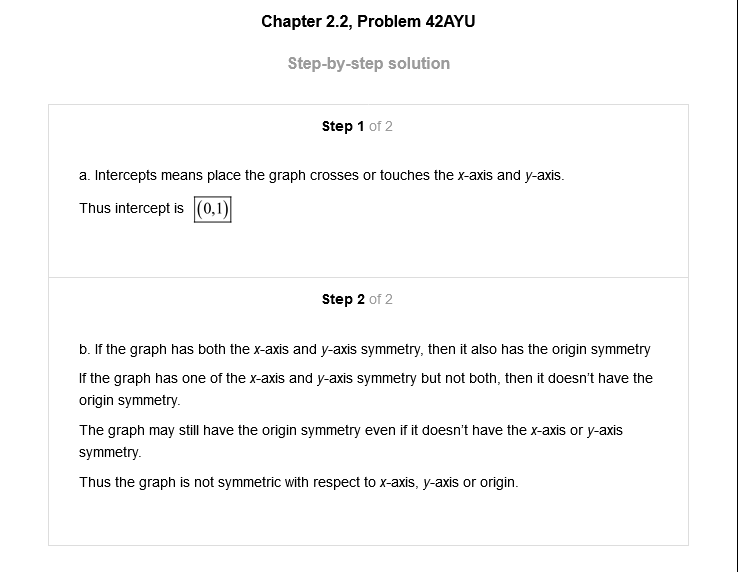 Chapter 2.2, Problem 42AYU
Step-by-step solution
Step 1 of 2
a. Intercepts means place the graph crosses or touches the x-axis and y-axis.
Thus intercept is (0,1)
Step 2 of 2
b. If the graph has both the x-axis and y-axis symmetry, then it also has the origin symmetry
If the graph has one of the x-axis and y-axis symmetry but not both, then it doesn't have the
origin symmetry.
The graph may still have the origin symmetry even if it doesn't have the x-axis or y-axis
symmetry.
Thus the graph is not symmetric with respect to x-axis, y-axis or origin.